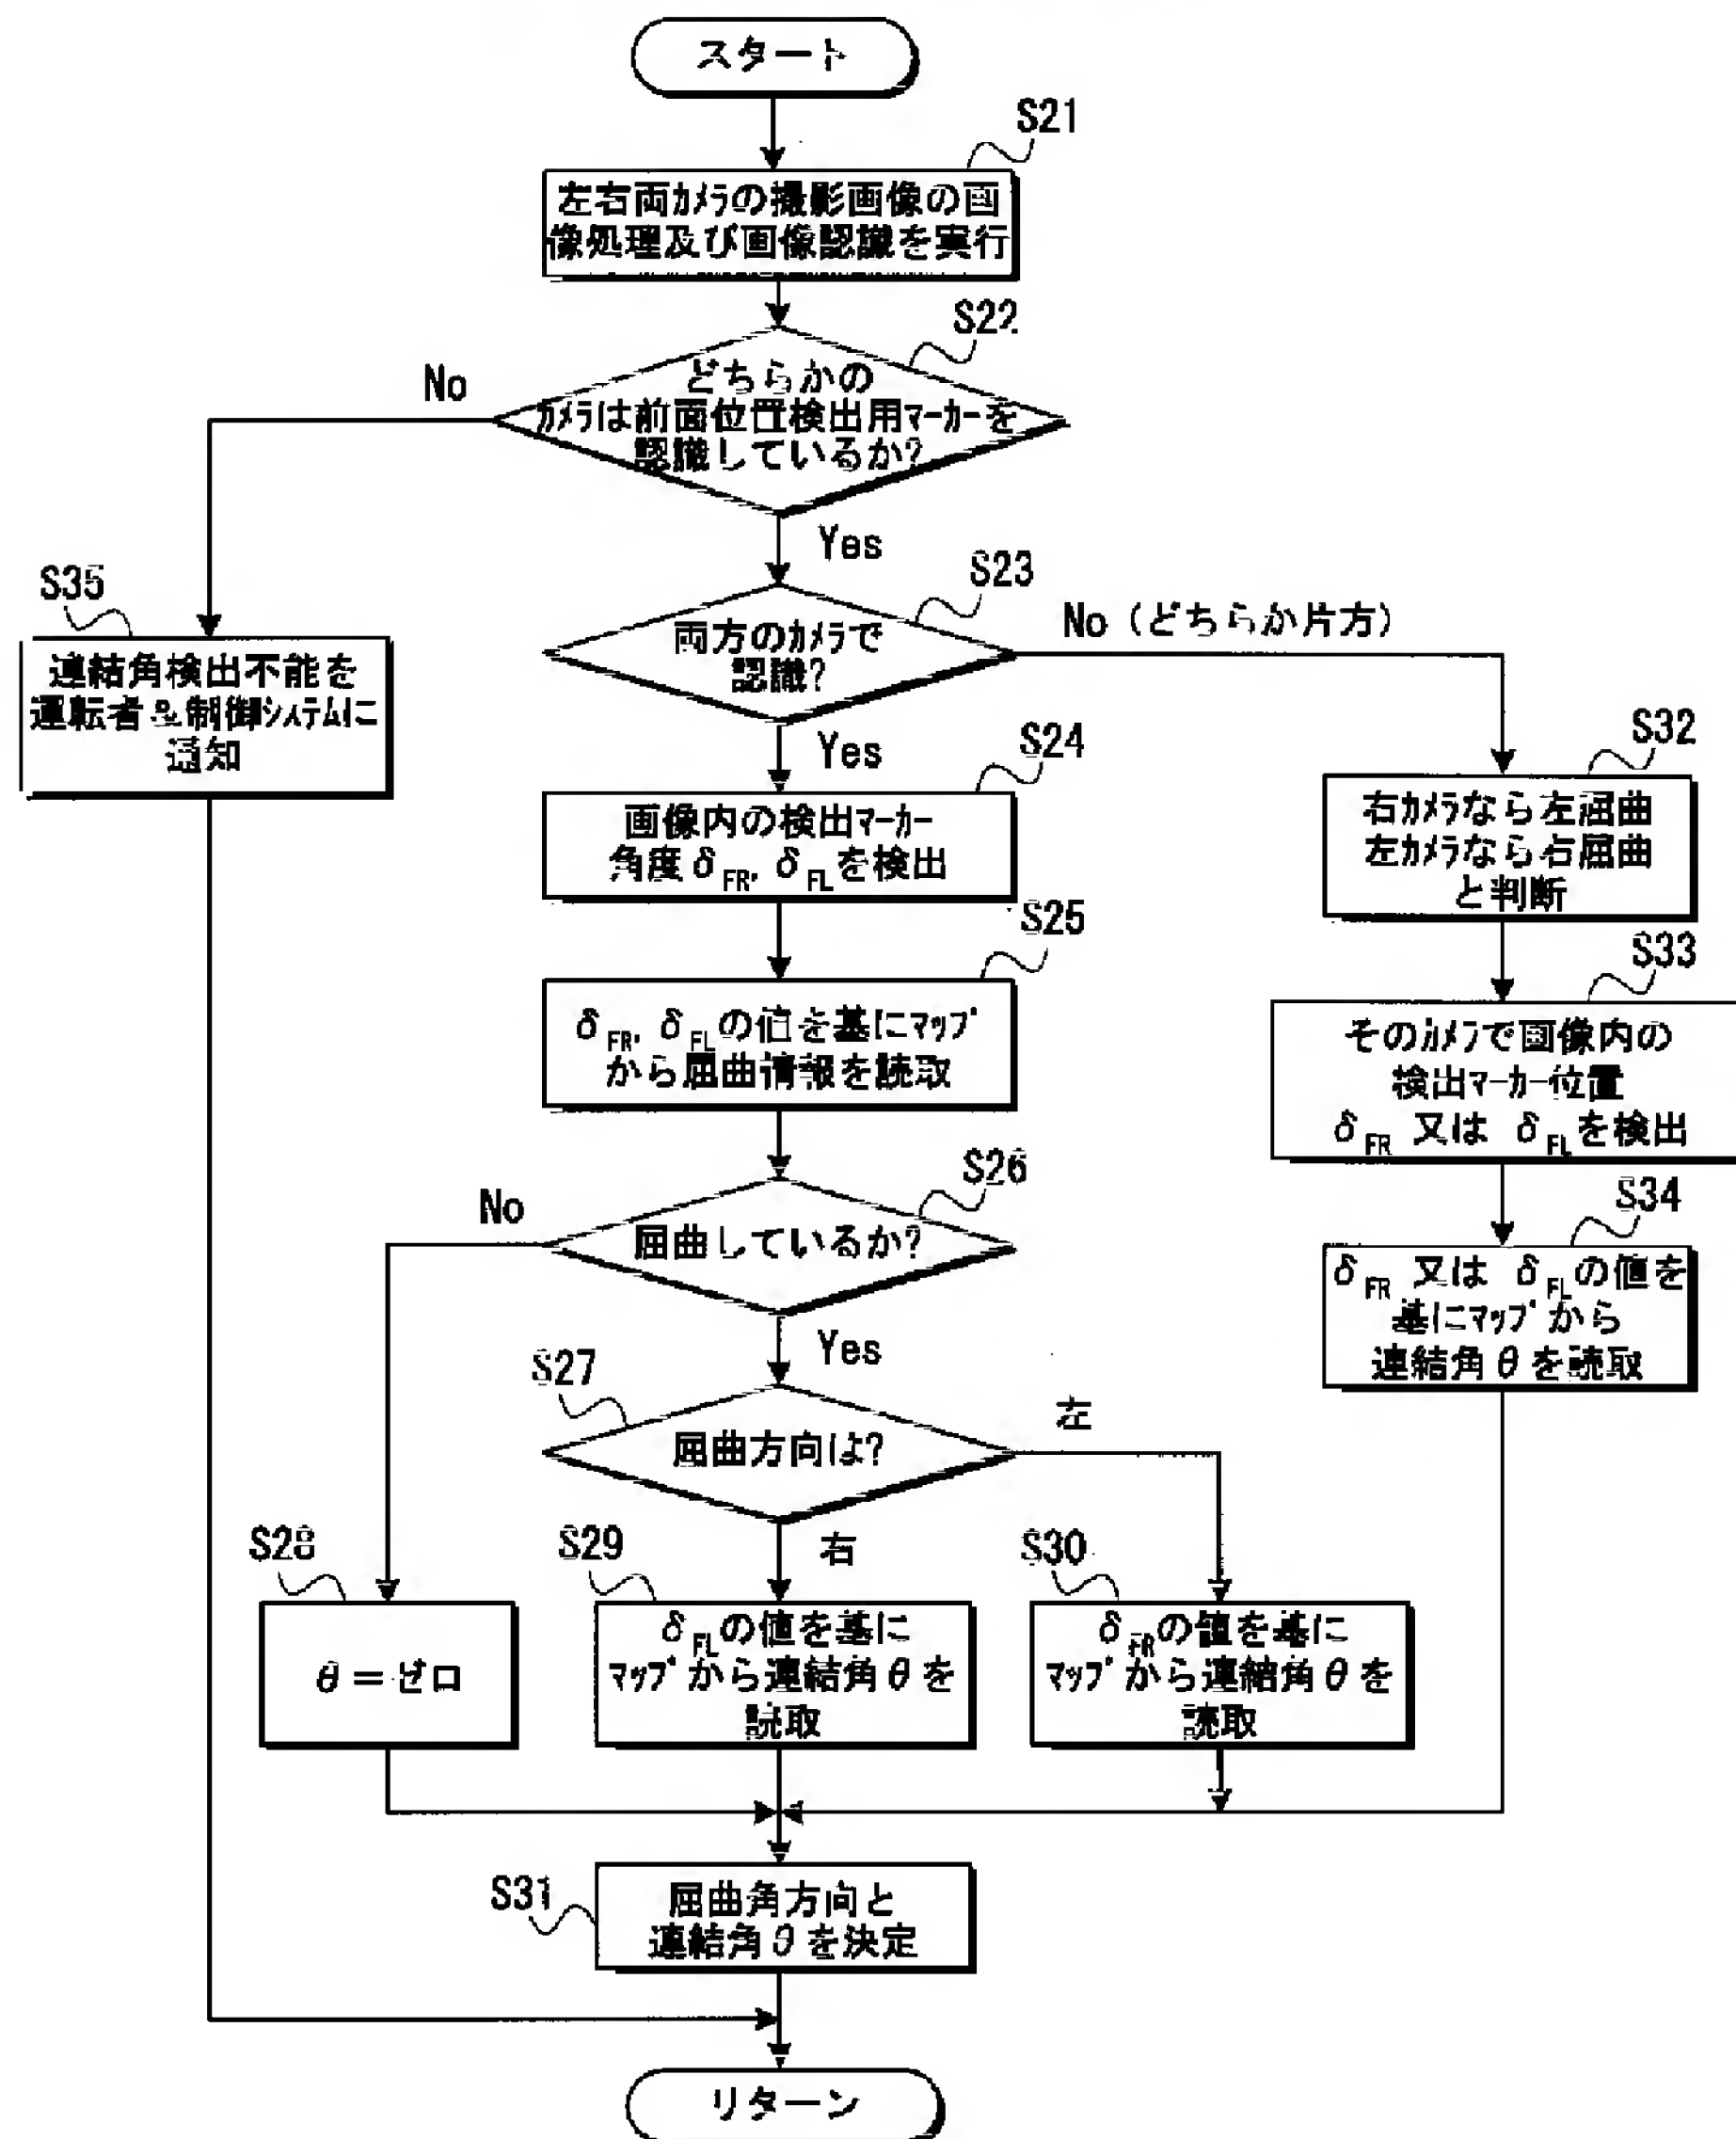 スタート
S21
左右両カメラの撮影画像の画
像処理及び画像認識を実行
S22
どちらかの
カメラは前面位置検出用マーカーを
認識しているか?
No
Yes
S35
連結角検出不能を
運転者&制御システムに
通知
S23
両方のカメラで
認識?
No (どちらか片方)
Yes
S24
画像内の検出マーカー
角度δFR, δFLを検出
S32
右カメラなら左屈曲
左カメラなら右屈曲
と判断
S25
δFR, δFLの値を基にマップ
から屈曲情報を読取
S33
そのカメラで画像内の
検出マーカー位置
δFR 又は δFLを検出
S26
屈曲しているか?
No
Yes
S34
δFR 又は δFLの値を
基にマップから
連結角θを読取
S27
屈曲方向は?
左
右
S28
θ=ゼロ
S29
δFLの値を基に
マップから連結角θを
読取
S30
δFRの値を基に
マップから連結角θを
読取
S31
屈曲角方向と
連結角θを決定
リターン